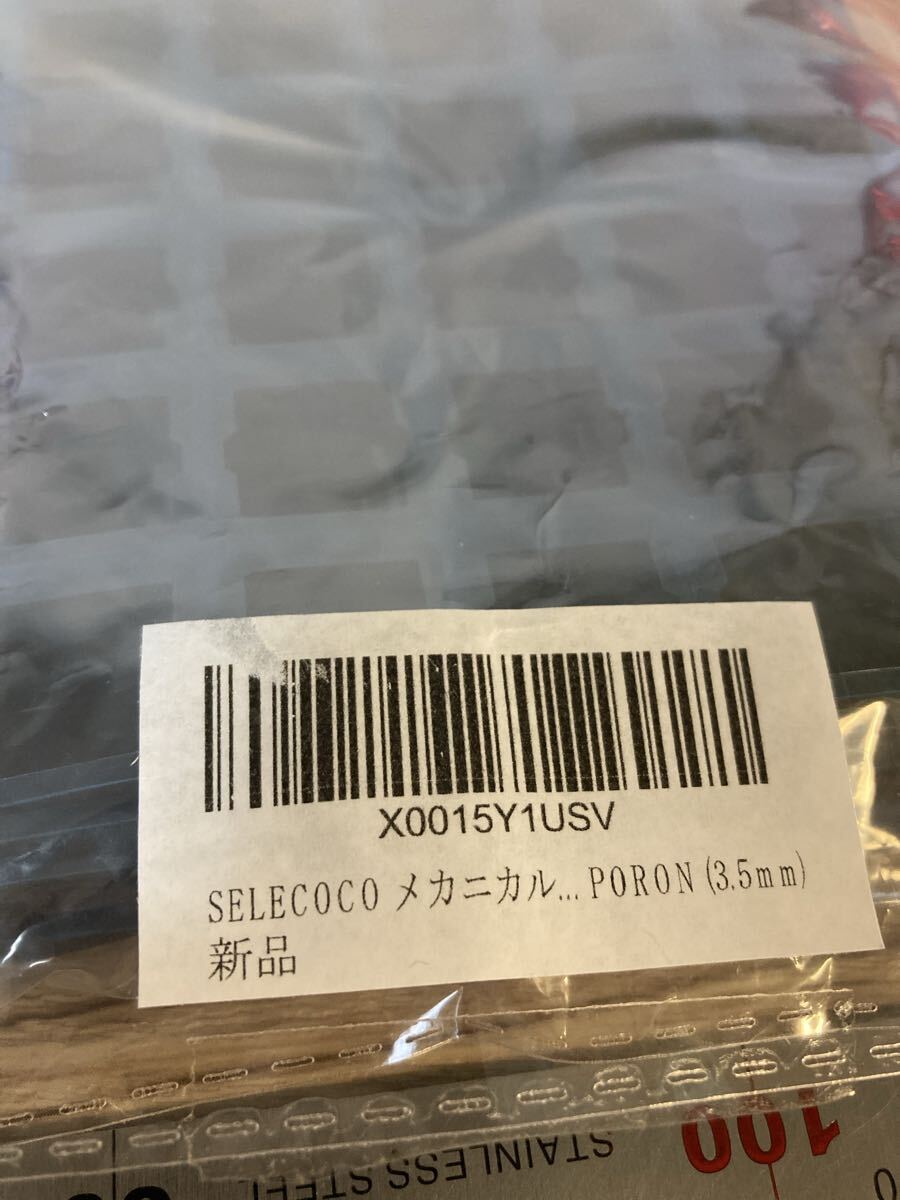 X0015Y1USV
SELECOCO メカニカル... PORON (3.5mm)
新品
STAINLESS STEEL
100